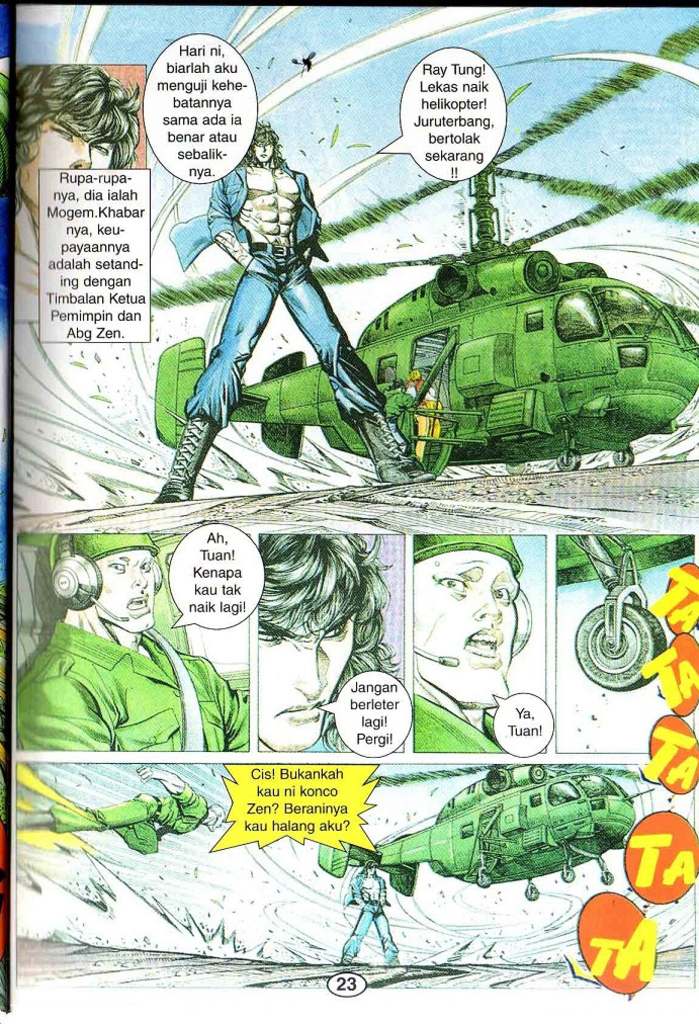 Hari ni,
biarlah aku
menguji kehe-
batannya
sama ada ia
benar atau
sebalik-
nya.
Ray Tung!
Lekas naik
helikopter!
Juruterbang,
bertolak
sekarang
!!
Rupa-rupa-
nya, dia ialah
Mogem.Khabar
nya, keu-
payaannya
adalah setand-
ing dengan
Timbalan Ketua
Pemimpin dan
Abg Zen.
Ah,
Tuan!
Kenapa
kau tak
naik lagi!
Jangan
berleter
lagi!
Pergi!
Ya,
Tuan!
TA
TA
TA
TA
TA
Cis! Bukankah
kau ni konco
Zen? Beraninya
kau halang aku?
23